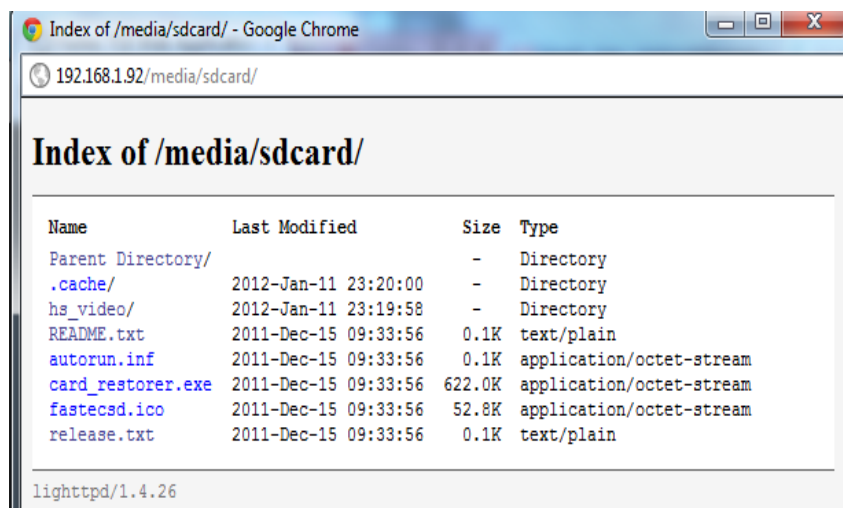 Index of /media/sdcard/ - Google Chrome
192.168.1.92/media/sdcard/
Index of /media/sdcard/
Name Last Modified Size Type
Parent Directory/ - Directory
.cache/ 2012-Jan-11 23:20:00 - Directory
hs_video/ 2012-Jan-11 23:19:58 - Directory
README.txt 2011-Dec-15 09:33:56 0.1K text/plain
autorun.inf 2011-Dec-15 09:33:56 0.1K application/octet-stream
card_restorer.exe 2011-Dec-15 09:33:56 622.0K application/octet-stream
fastecsd.ico 2011-Dec-15 09:33:56 52.8K application/octet-stream
release.txt 2011-Dec-15 09:33:56 0.1K text/plain
lighttpd/1.4.26